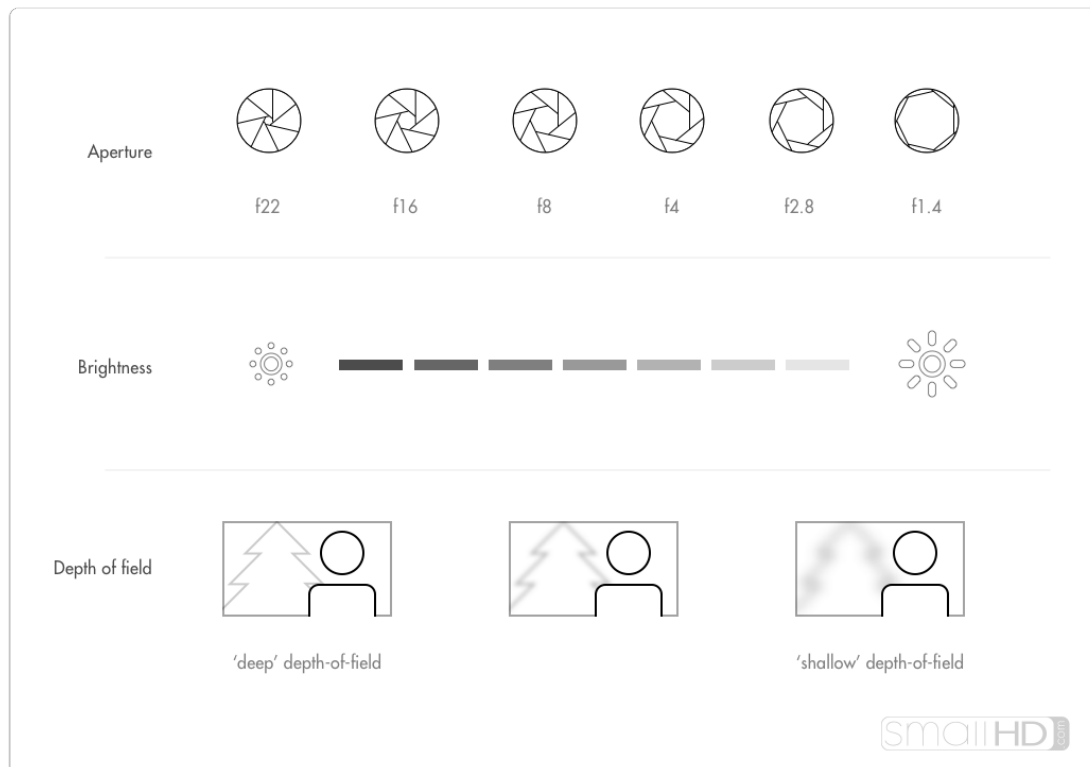 Aperture
f22 f16 f8 f4 f2.8 f1.4
Brightness
Depth of field
‘deep’ depth-of-field ‘shallow’ depth-of-field
smallHD.com